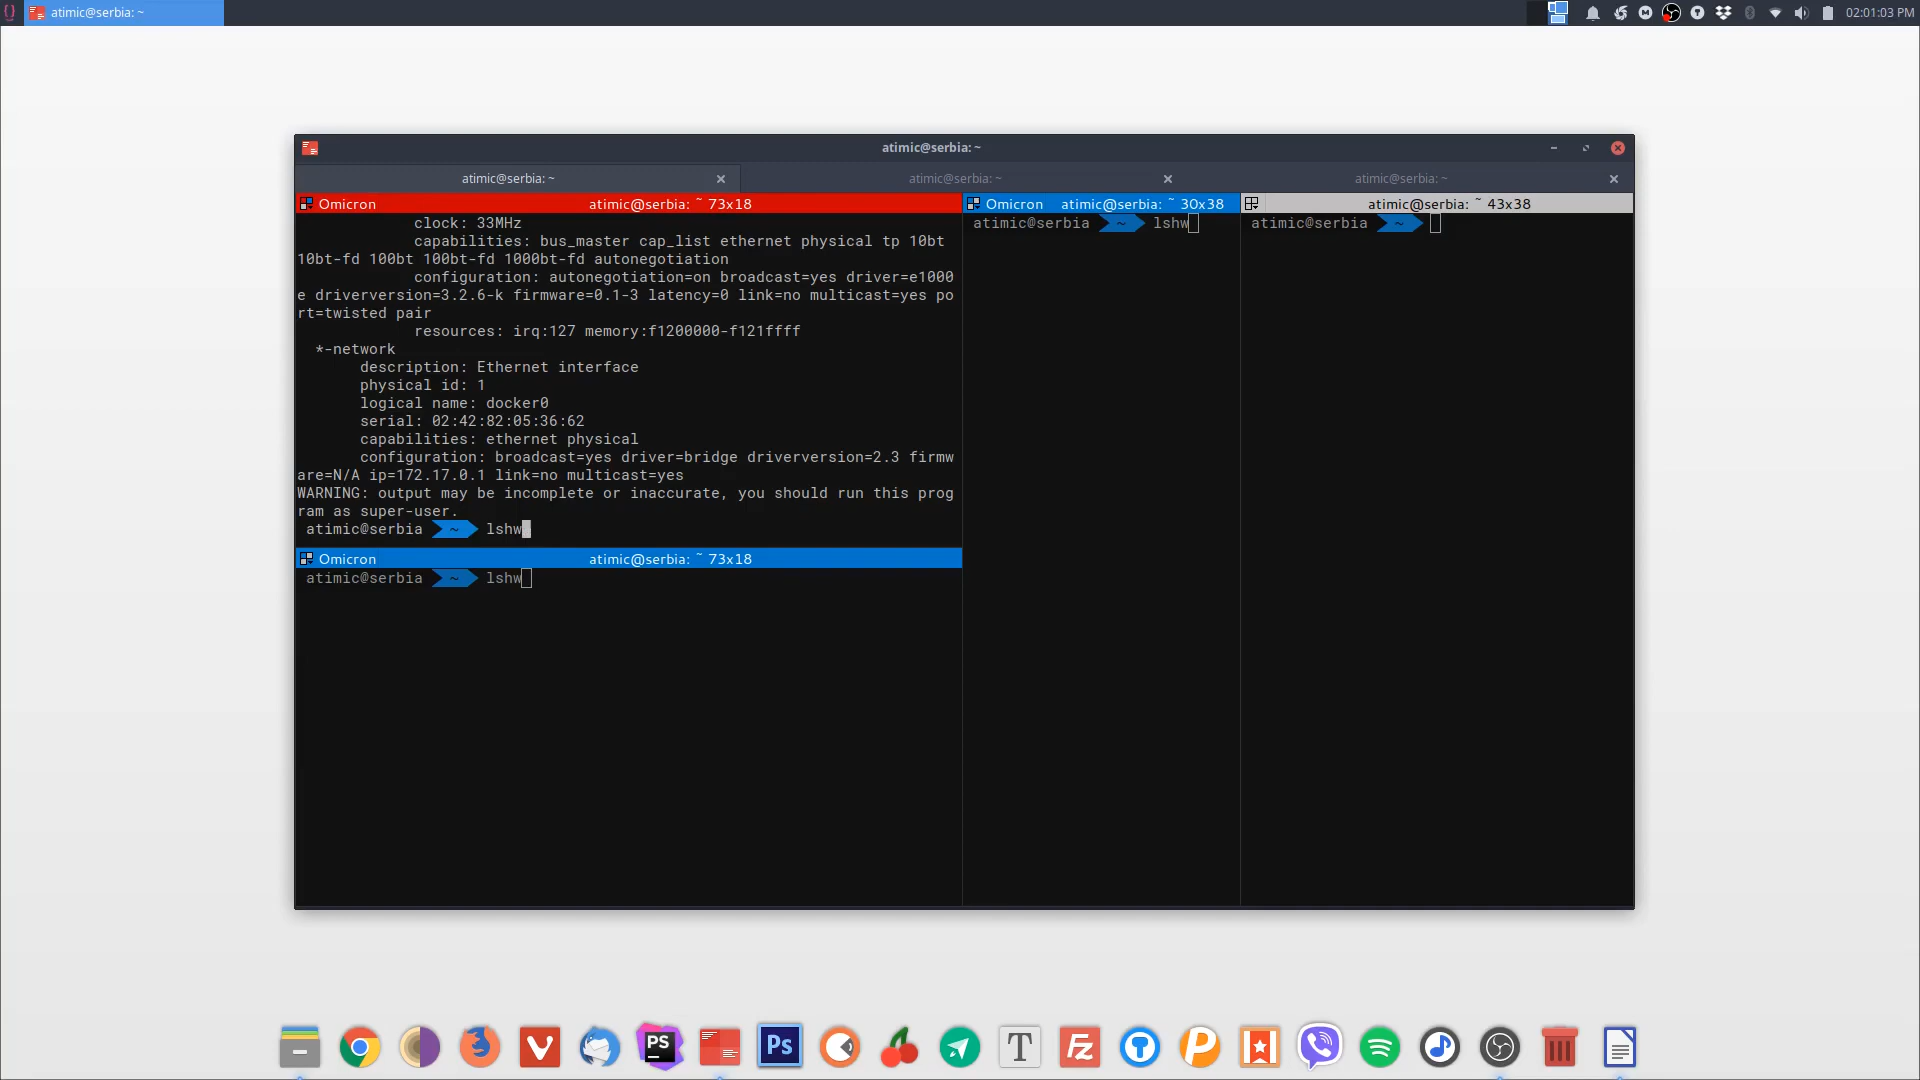 atimic@serbia: ~
02:01:03 PM
atimic@serbia: ~
atimic@serbia: ~
atimic@serbia: ~
atimic@serbia: ~
Omicron atimic@serbia: ~ 73x18
clock: 33MHz
capabilities: bus_master cap_list ethernet physical tp 10bt
10bt-fd 100bt 100bt-fd 1000bt-fd autonegotiation
configuration: autonegotiation=on broadcast=yes driver=e1000
e driverversion=3.2.6-k firmware=0.1-3 latency=0 link=no multicast=yes po
rt=twisted pair
resources: irq:127 memory:f1200000-f121ffff
*-network
description: Ethernet interface
physical id: 1
logical name: docker0
serial: 02:42:82:05:36:62
capabilities: ethernet physical
configuration: broadcast=yes driver=bridge driverversion=2.3 firmw
are=N/A ip=172.17.0.1 link=no multicast=yes
WARNING: output may be incomplete or inaccurate, you should run this prog
ram as super-user.
atimic@serbia ~ lshw
Omicron atimic@serbia: ~ 73x18
atimic@serbia ~ lshw
Omicron atimic@serbia: ~ 30x38
atimic@serbia ~ lshw
atimic@serbia: ~ 43x38
atimic@serbia ~
PS
Ps
T
Fz
P